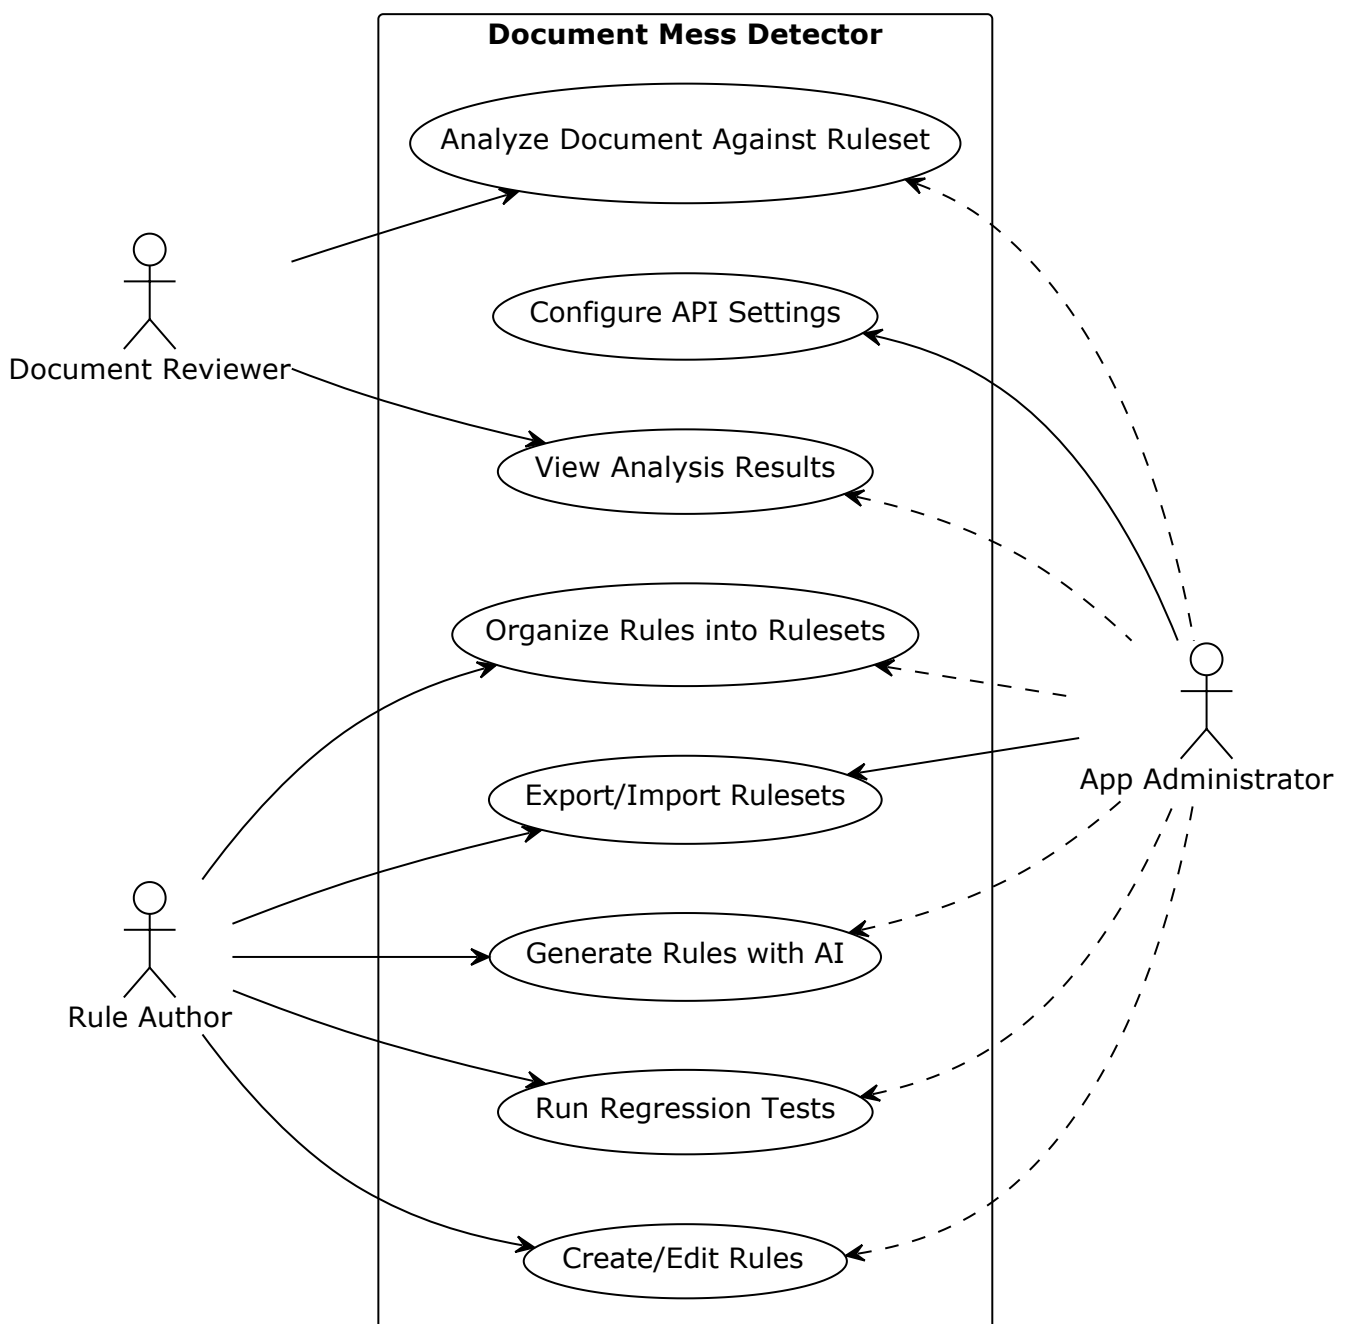 Document Mess Detector
Analyze Document Against Ruleset
Configure API Settings
Document Reviewer
View Analysis Results
Organize Rules into Rulesets
App Administrator
Export/Import Rulesets
Generate Rules with AI
Rule Author
Run Regression Tests
Create/Edit Rules